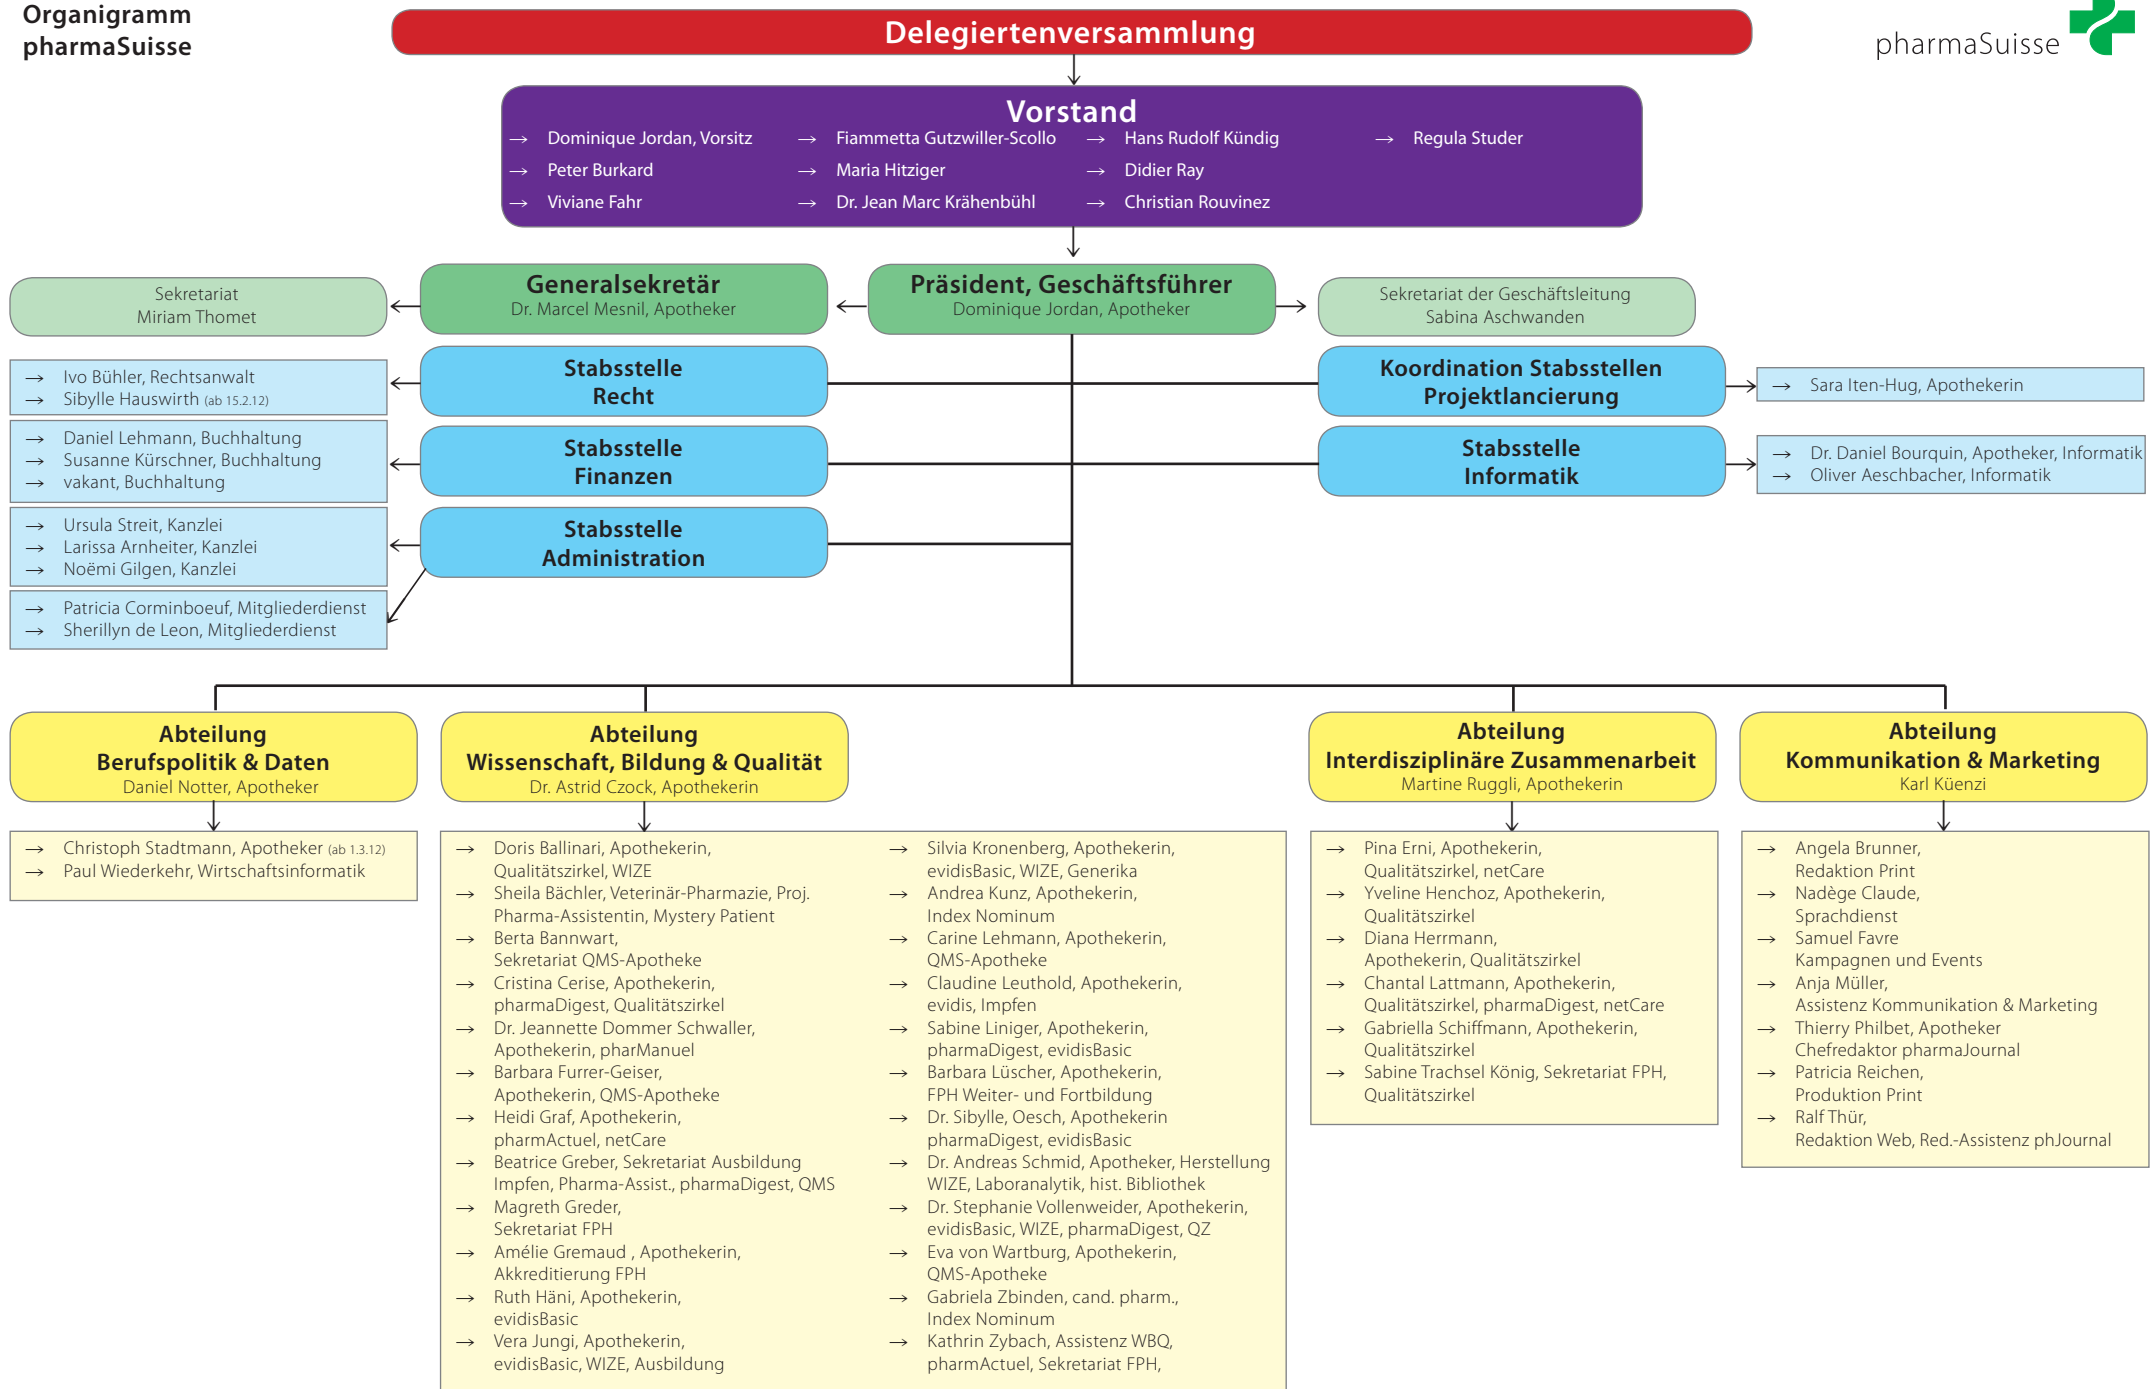 Organigramm
pharmaSuisse
Delegiertenversammlung
pharmaSuisse
Vorstand
→ Dominique Jordan, Vorsitz
→ Peter Burkard
→ Viviane Fahr
→ Fiammetta Gutzwiller-Scollo
→ Maria Hitziger
→ Dr. Jean Marc Krähenbühl
→ Hans Rudolf Kündig
→ Didier Ray
→ Christian Rouvinez
→ Regula Studer
Sekretariat
Miriam Thomet
Generalsekretär
Dr. Marcel Mesnil, Apotheker
Präsident, Geschäftsführer
Dominique Jordan, Apotheker
Sekretariat der Geschäftsleitung
Sabina Aschwanden
→ Ivo Bühler, Rechtsanwalt
→ Sibylle Hauswirth (ab 15.2.12)
Stabsstelle
Recht
Koordination Stabsstellen
Projektlancierung
→ Sara Iten-Hug, Apothekerin
→ Daniel Lehmann, Buchhaltung
→ Susanne Kürschner, Buchhaltung
→ vakant, Buchhaltung
Stabsstelle
Finanzen
Stabsstelle
Informatik
→ Dr. Daniel Bourquin, Apotheker, Informatik
→ Oliver Aeschbacher, Informatik
→ Ursula Streit, Kanzlei
→ Larissa Arnheiter, Kanzlei
→ Noëmi Gilgen, Kanzlei
Stabsstelle
Administration
→ Patricia Corminboeuf, Mitgliederdienst
→ Sherillyn de Leon, Mitgliederdienst
Abteilung
Berufspolitik & Daten
Daniel Notter, Apotheker
→ Christoph Stadtmann, Apotheker (ab 1.3.12)
→ Paul Wiederkehr, Wirtschaftsinformatik
Abteilung
Wissenschaft, Bildung & Qualität
Dr. Astrid Czock, Apothekerin
→ Doris Ballinari, Apothekerin,
Qualitätszirkel, WIZE
→ Sheila Bächler, Veterinär-Pharmazie, Proj.
Pharma-Assistentin, Mystery Patient
→ Berta Bannwart,
Sekretariat QMS-Apotheke
→ Cristina Cerise, Apothekerin,
pharmaDigest, Qualitätszirkel
→ Dr. Jeannette Dommer Schwaller,
Apothekerin, pharManuel
→ Barbara Furrer-Geiser,
Apothekerin, QMS-Apotheke
→ Heidi Graf, Apothekerin,
pharmActuel, netCare
→ Beatrice Greber, Sekretariat Ausbildung
Impfen, Pharma-Assist., pharmaDigest, QMS
→ Magreth Greder,
Sekretariat FPH
→ Amélie Gremaud , Apothekerin,
Akkreditierung FPH
→ Ruth Häni, Apothekerin,
evidisBasic
→ Vera Jungi, Apothekerin,
evidisBasic, WIZE, Ausbildung
→ Silvia Kronenberg, Apothekerin,
evidisBasic, WIZE, Generika
→ Andrea Kunz, Apothekerin,
Index Nominum
→ Carine Lehmann, Apothekerin,
QMS-Apotheke
→ Claudine Leuthold, Apothekerin,
evidis, Impfen
→ Sabine Liniger, Apothekerin,
pharmaDigest, evidisBasic
→ Barbara Lüscher, Apothekerin,
FPH Weiter- und Fortbildung
→ Dr. Sibylle, Oesch, Apothekerin
pharmaDigest, evidisBasic
→ Dr. Andreas Schmid, Apotheker, Herstellung
WIZE, Laboranalytik, hist. Bibliothek
→ Dr. Stephanie Vollenweider, Apothekerin,
evidisBasic, WIZE, pharmaDigest, QZ
→ Eva von Wartburg, Apothekerin,
QMS-Apotheke
→ Gabriela Zbinden, cand. pharm.,
Index Nominum
→ Kathrin Zybach, Assistenz WBQ,
pharmActuel, Sekretariat FPH,
Abteilung
Interdisziplinäre Zusammenarbeit
Martine Ruggli, Apothekerin
→ Pina Erni, Apothekerin,
Qualitätszirkel, netCare
→ Yveline Henchoz, Apothekerin,
Qualitätszirkel
→ Diana Herrmann,
Apothekerin, Qualitätszirkel
→ Chantal Lattmann, Apothekerin,
Qualitätszirkel, pharmaDigest, netCare
→ Gabriella Schiffmann, Apothekerin,
Qualitätszirkel
→ Sabine Trachsel König, Sekretariat FPH,
Qualitätszirkel
Abteilung
Kommunikation & Marketing
Karl Küenzi
→ Angela Brunner,
Redaktion Print
→ Nadège Claude,
Sprachdienst
→ Samuel Favre
Kampagnen und Events
→ Anja Müller,
Assistenz Kommunikation & Marketing
→ Thierry Philbet, Apotheker
Chefredaktor pharmaJournal
→ Patricia Reichen,
Produktion Print
→ Ralf Thür,
Redaktion Web, Red.-Assistenz phJournal